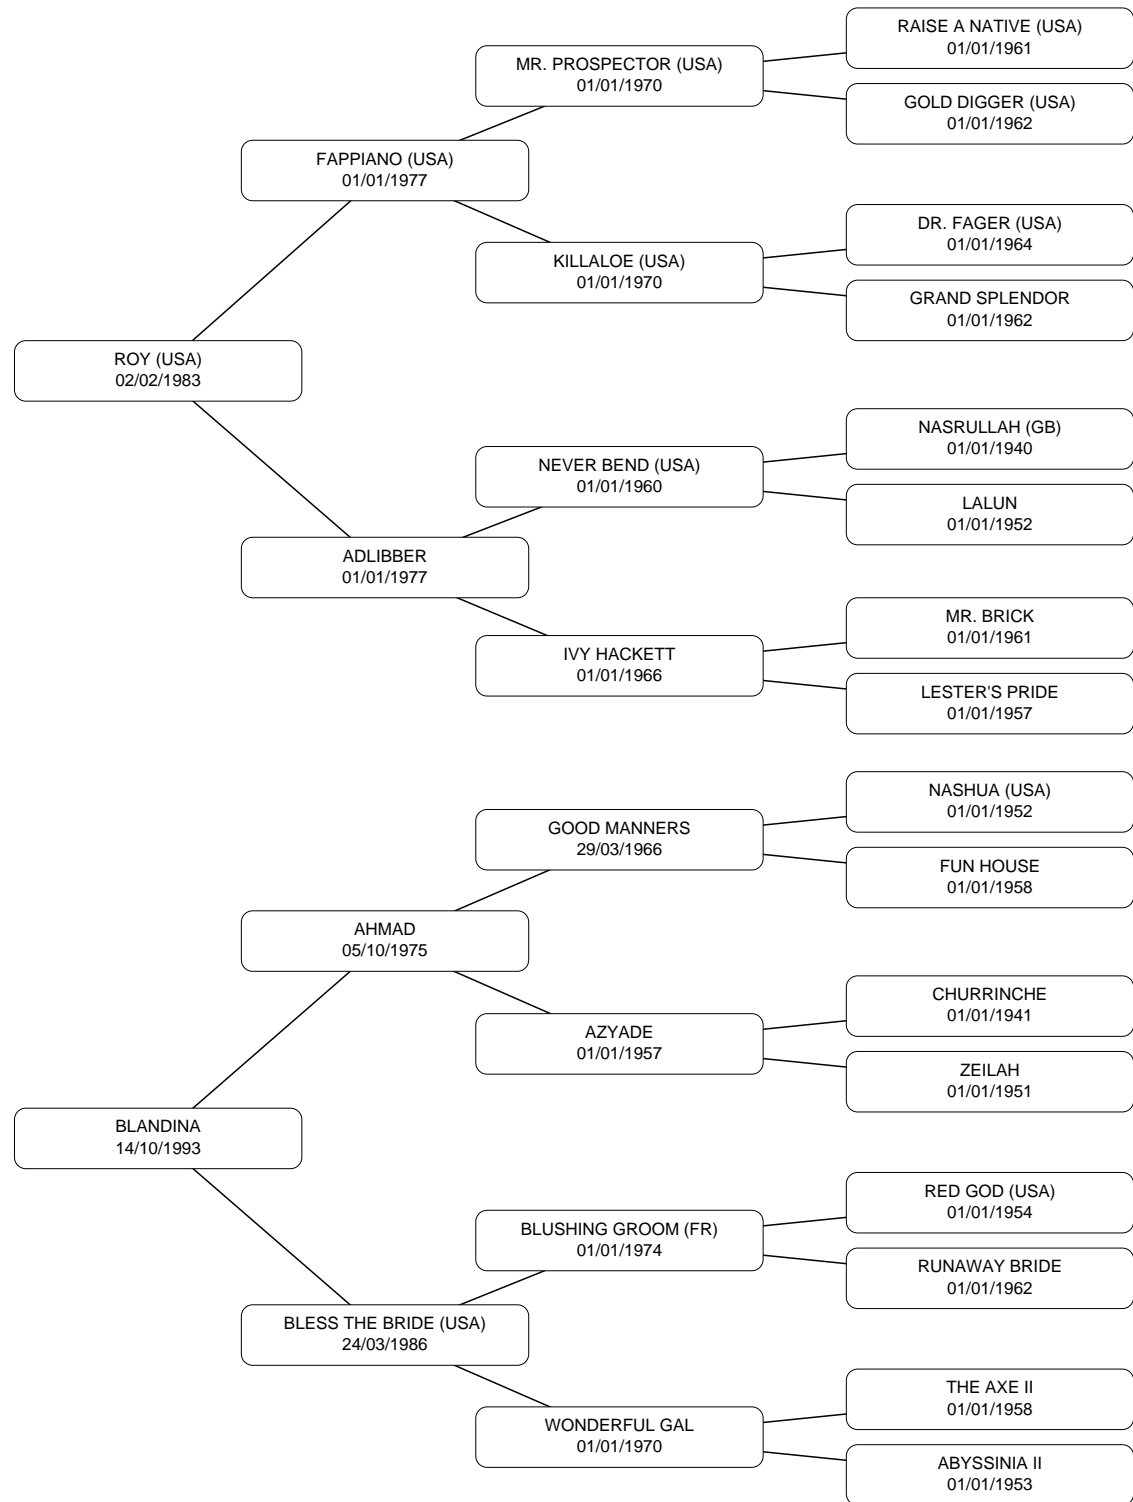 RAISE A NATIVE (USA)
01/01/1961
MR. PROSPECTOR (USA)
01/01/1970
GOLD DIGGER (USA)
01/01/1962
FAPPIANO (USA)
01/01/1977
DR. FAGER (USA)
01/01/1964
KILLALOE (USA)
01/01/1970
GRAND SPLENDOR
01/01/1962
ROY (USA)
02/02/1983
NASRULLAH (GB)
01/01/1940
NEVER BEND (USA)
01/01/1960
LALUN
01/01/1952
ADLIBBER
01/01/1977
MR. BRICK
01/01/1961
IVY HACKETT
01/01/1966
LESTER'S PRIDE
01/01/1957
NASHUA (USA)
01/01/1952
GOOD MANNERS
29/03/1966
FUN HOUSE
01/01/1958
AHMAD
05/10/1975
CHURRINCHE
01/01/1941
AZYADE
01/01/1957
ZEILAH
01/01/1951
BLANDINA
14/10/1993
RED GOD (USA)
01/01/1954
BLUSHING GROOM (FR)
01/01/1974
RUNAWAY BRIDE
01/01/1962
BLESS THE BRIDE (USA)
24/03/1986
THE AXE II
01/01/1958
WONDERFUL GAL
01/01/1970
ABYSSINIA II
01/01/1953